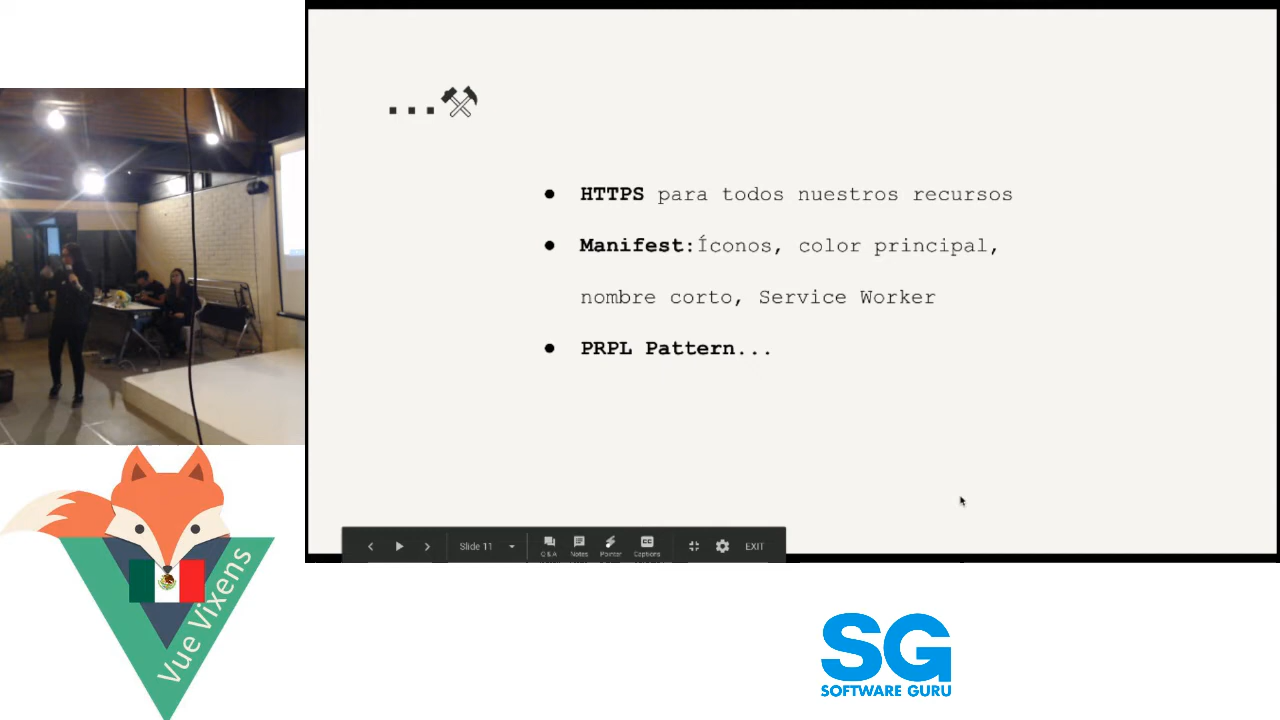 ...⚒
● HTTPS para todos nuestros recursos
● Manifest:Íconos, color principal,
nombre corto, Service Worker
● PRPL Pattern...
Slide 11
Q&A
Notes
Pointer
Captions
EXIT
Vue Vixens
SG
SOFTWARE GURU